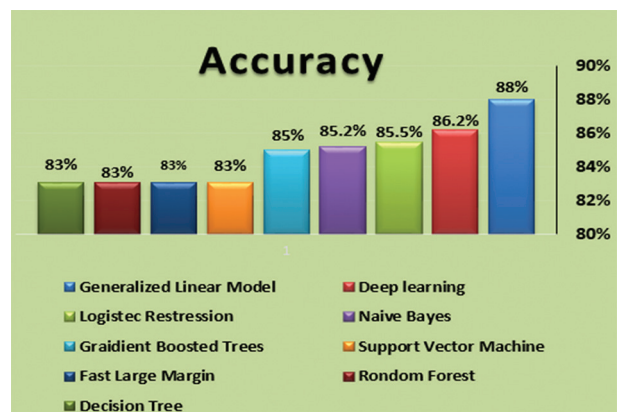 Accuracy
90%
88%
86%
84%
82%
80%
83%
83%
83%
83%
85%
85.2%
85.5%
86.2%
88%
1
Generalized Linear Model
Deep learning
Logistec Restression
Naive Bayes
Graidient Boosted Trees
Support Vector Machine
Fast Large Margin
Rondom Forest
Decision Tree